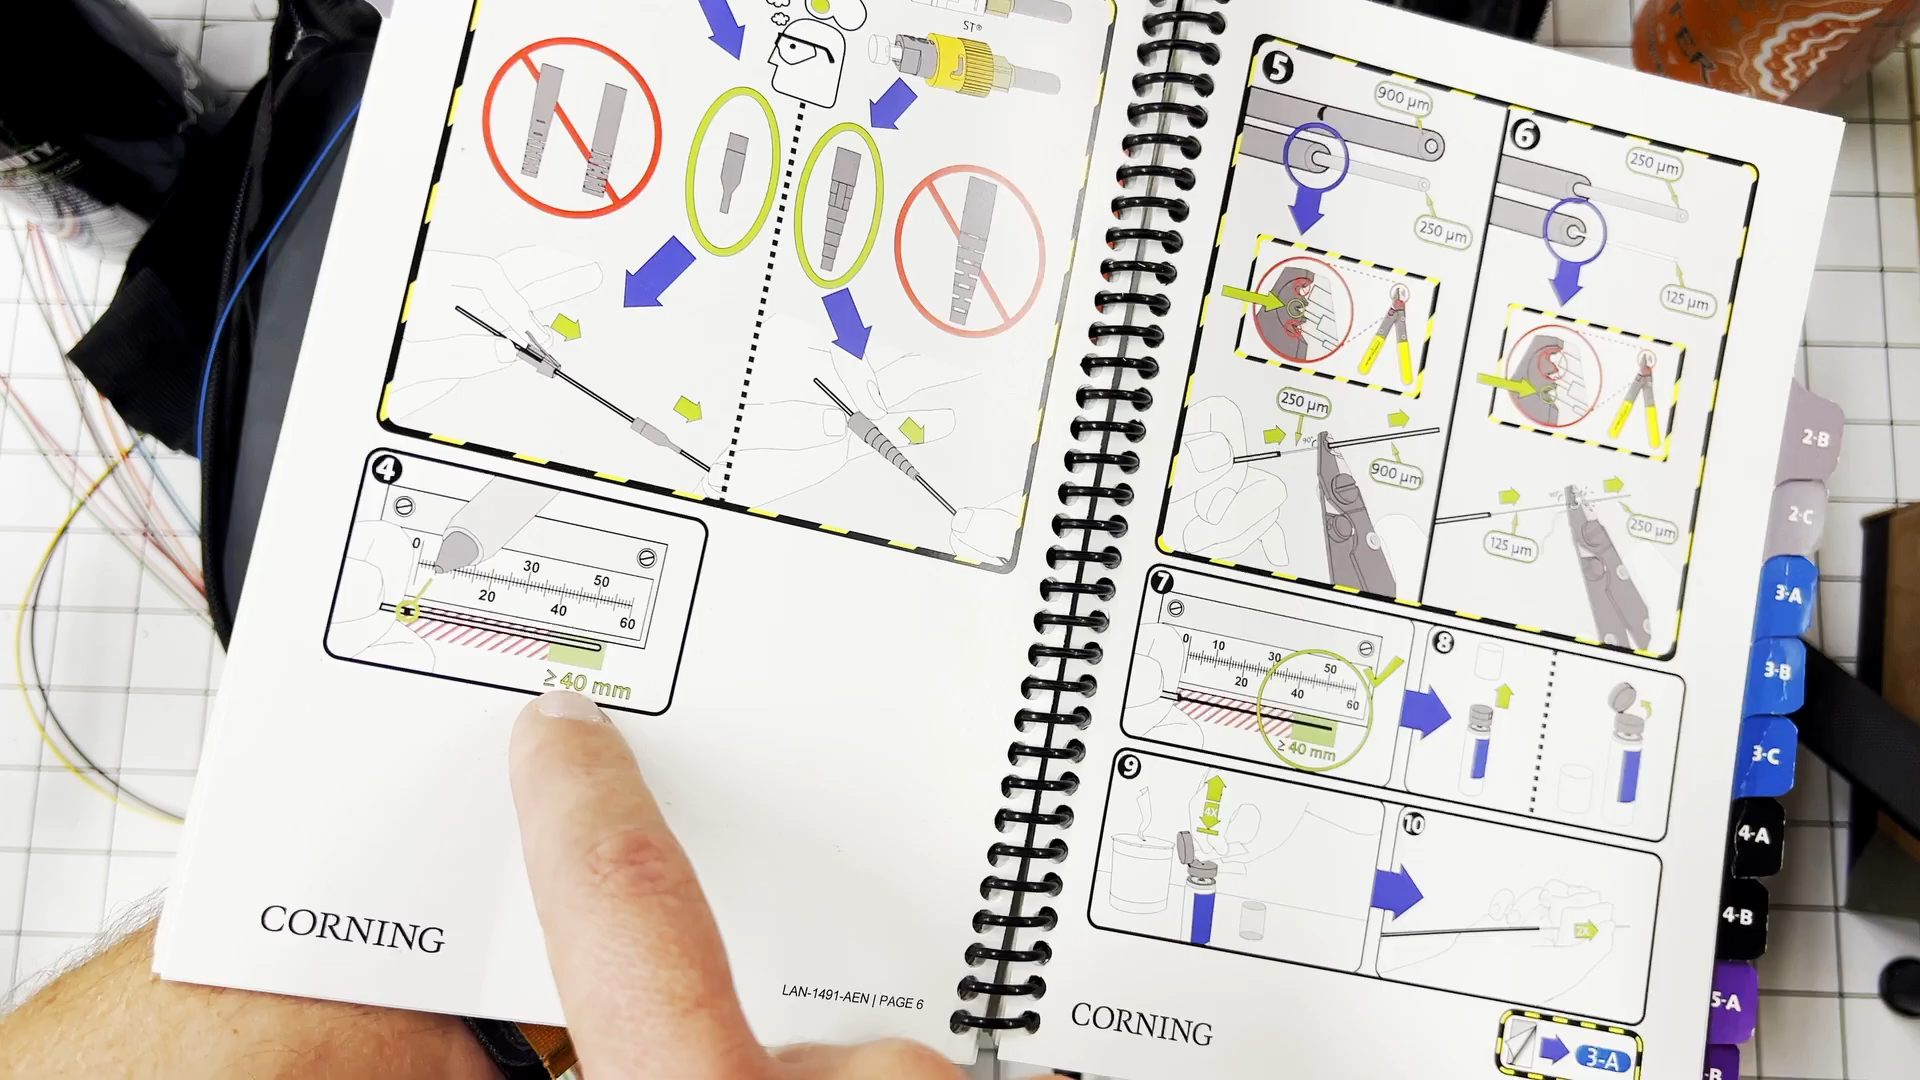 ST®
4
0
30
50
20
40
60
≥ 40 mm
CORNING
LAN-1491-AEN | PAGE 6
5
900 µm
250 µm
250 µm
90°
900 µm
6
250 µm
125 µm
125 µm
250 µm
7
0
10
30
50
20
40
60
≥ 40 mm
8
9
4X
10
2X
CORNING
3-A
2-B
2-C
3-A
3-B
3-C
4-A
4-B
5-A
-B